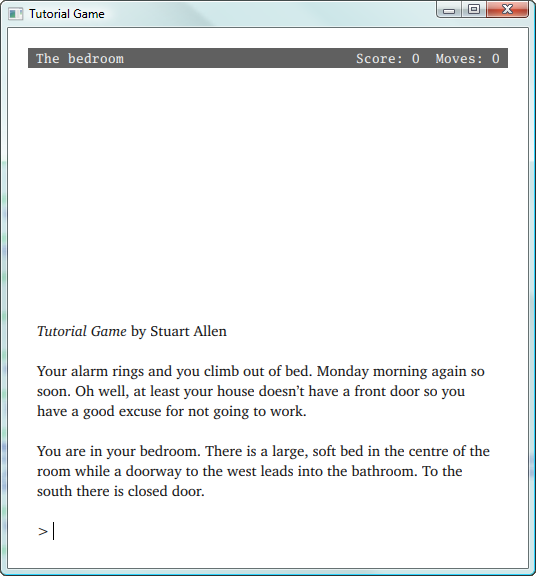 Tutorial Game
The bedroom Score: 0 Moves: 0
Tutorial Game by Stuart Allen
Your alarm rings and you climb out of bed. Monday morning again so
soon. Oh well, at least your house doesn’t have a front door so you
have a good excuse for not going to work.
You are in your bedroom. There is a large, soft bed in the centre of the
room while a doorway to the west leads into the bathroom. To the
south there is closed door.
>